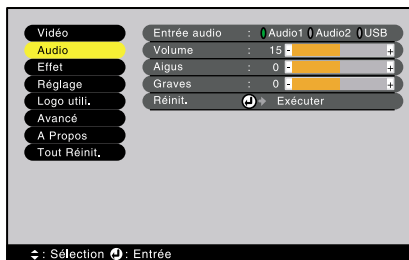 Vidéo
Audio
Effet
Réglage
Logo utili.
Avancé
A Propos
Tout Réinit.
Entrée audio : Audio1 Audio2 USB
Volume : 15 - +
Aigus : 0 - +
Graves : 0 - +
Réinit. Exécuter
: Sélection : Entrée